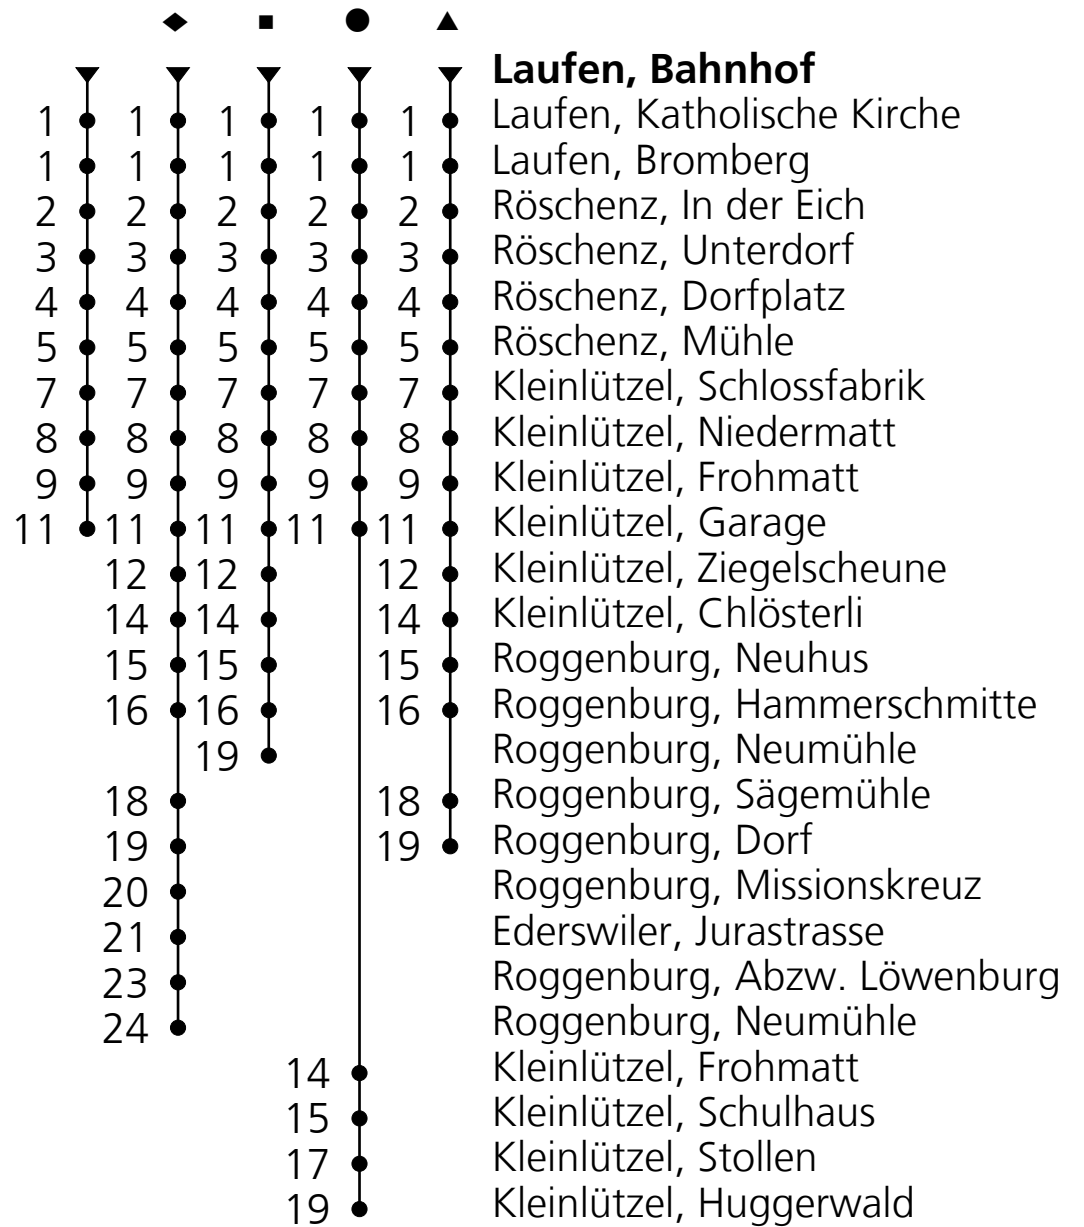 Laufen, Bahnhof
1 1 1 1 1 Laufen, Katholische Kirche
1 1 1 1 1 Laufen, Bromberg
2 2 2 2 2 Röschenz, In der Eich
3 3 3 3 3 Röschenz, Unterdorf
4 4 4 4 4 Röschenz, Dorfplatz
5 5 5 5 5 Röschenz, Mühle
7 7 7 7 7 Kleinlützel, Schlossfabrik
8 8 8 8 8 Kleinlützel, Niedermatt
9 9 9 9 9 Kleinlützel, Frohmatt
11 11 11 11 11 Kleinlützel, Garage
12 12 12 Kleinlützel, Ziegelscheune
14 14 14 Kleinlützel, Chlösterli
15 15 15 Roggenburg, Neuhus
16 16 16 Roggenburg, Hammerschmitte
19 Roggenburg, Neumühle
18 18 Roggenburg, Sägemühle
19 19 Roggenburg, Dorf
20 Roggenburg, Missionskreuz
21 Ederswiler, Jurastrasse
23 Roggenburg, Abzw. Löwenburg
24 Roggenburg, Neumühle
14 Kleinlützel, Frohmatt
15 Kleinlützel, Schulhaus
17 Kleinlützel, Stollen
19 Kleinlützel, Huggerwald